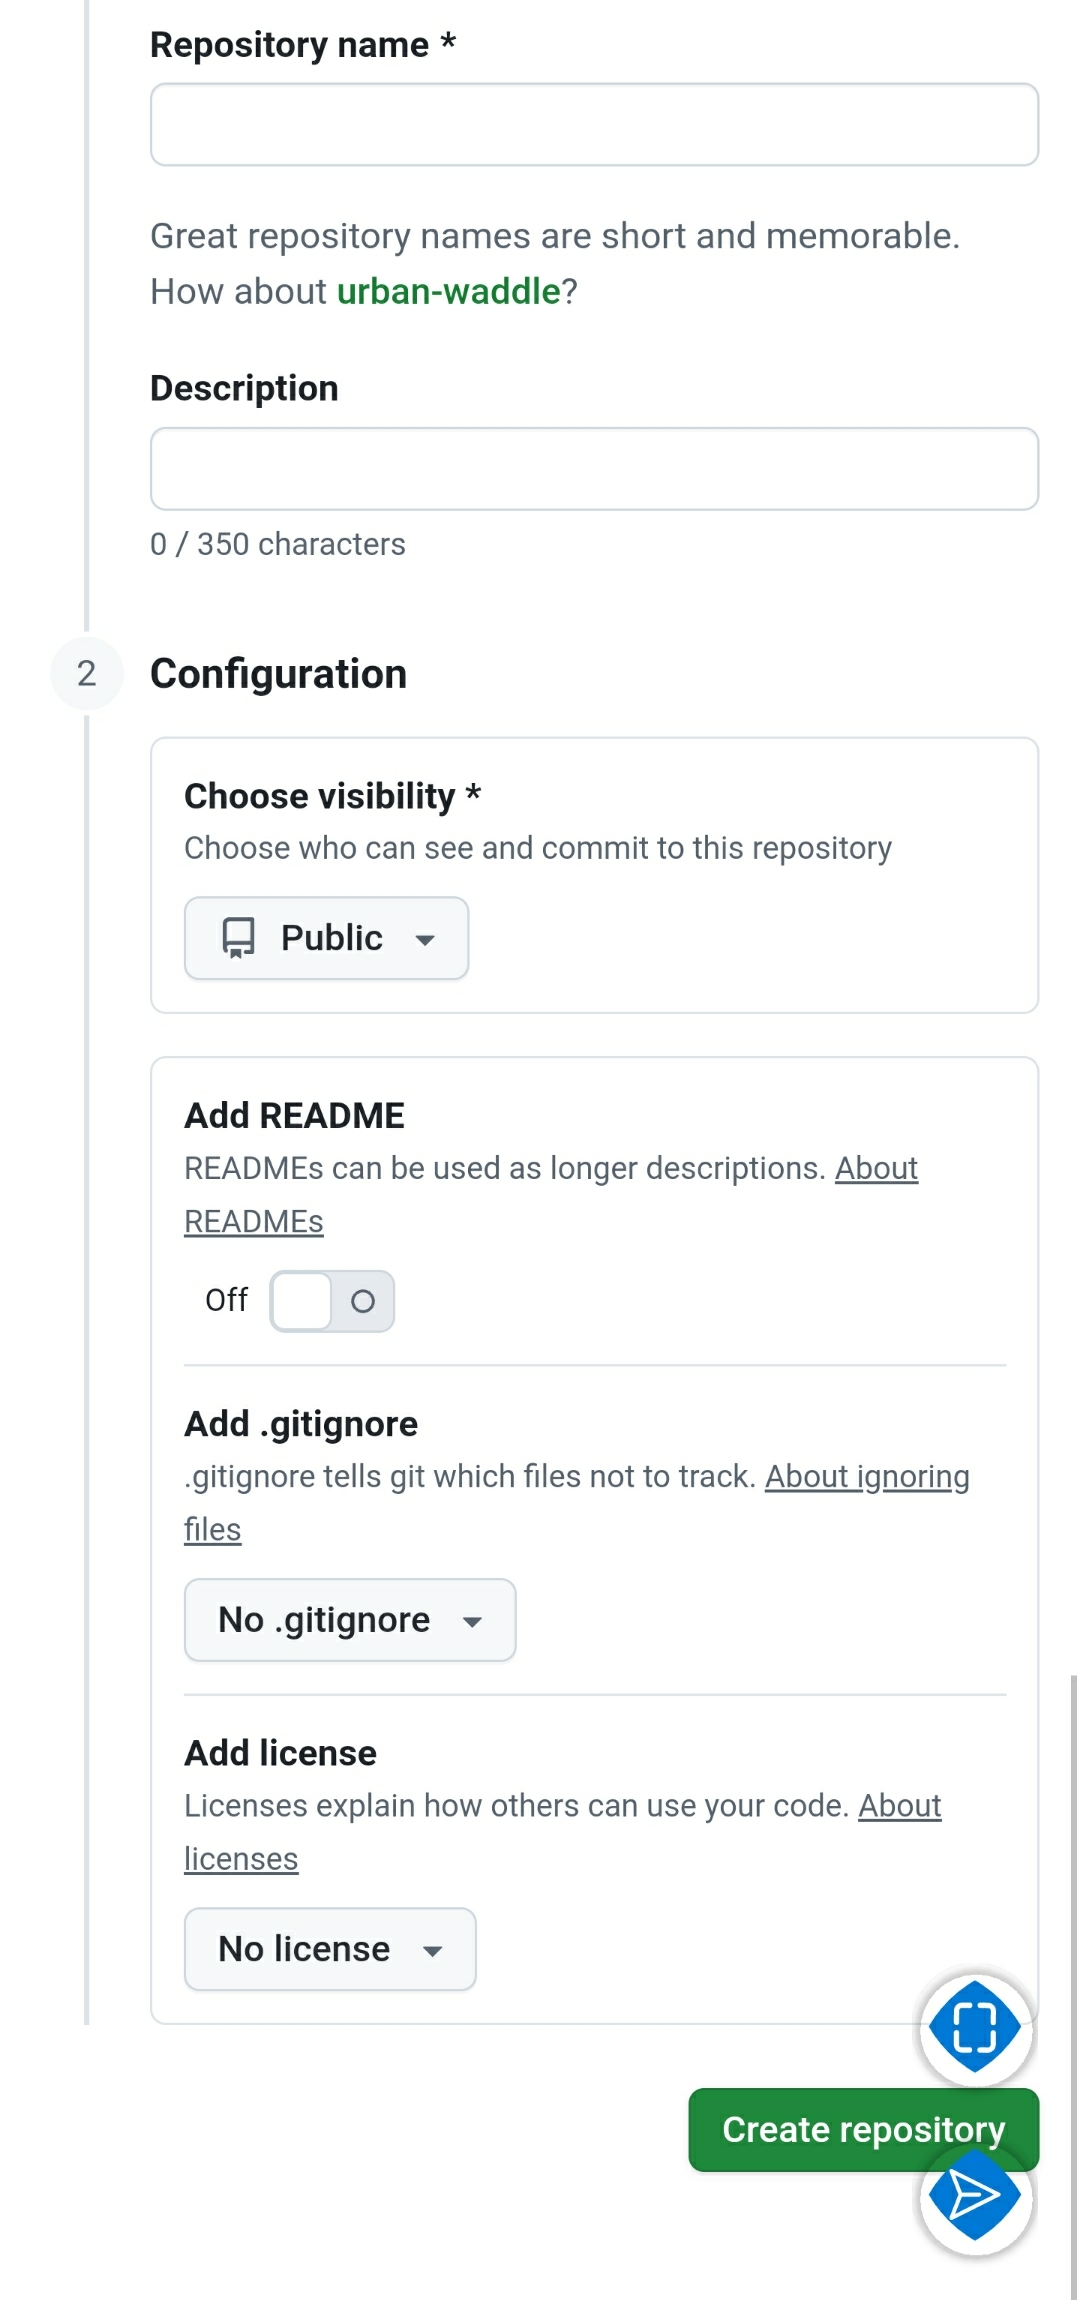 Repository name *
Great repository names are short and memorable.
How about urban-waddle?
Description
0 / 350 characters
2
Configuration
Choose visibility *
Choose who can see and commit to this repository
Public
Add README
READMEs can be used as longer descriptions. About
READMEs
Off
Add .gitignore
.gitignore tells git which files not to track. About ignoring
files
No .gitignore
Add license
Licenses explain how others can use your code. About
licenses
No license
Create repository